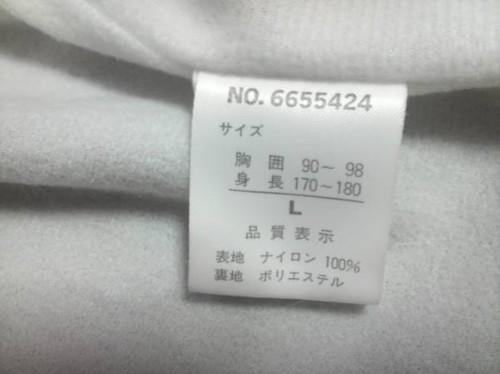 NO. 6655424
サイズ
胸囲 90～98
身長 170～180
L
品質表示
表地 ナイロン 100%
裏地 ポリエステル